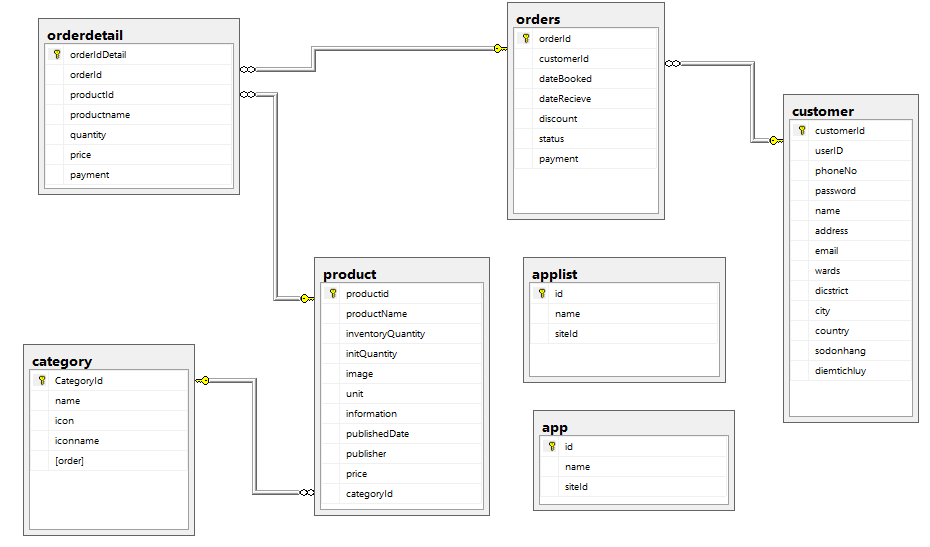 orderdetail
orderIdDetail
orderId
productId
productname
quantity
price
payment
orders
orderId
customerId
dateBooked
dateRecieve
discount
status
payment
customer
customerId
userID
phoneNo
password
name
address
email
wards
dicstrict
city
country
sodonhang
diemtichluy
product
productid
productName
inventoryQuantity
initQuantity
image
unit
information
publishedDate
publisher
price
categoryId
applist
id
name
siteId
category
CategoryId
name
icon
iconname
[order]
app
id
name
siteId